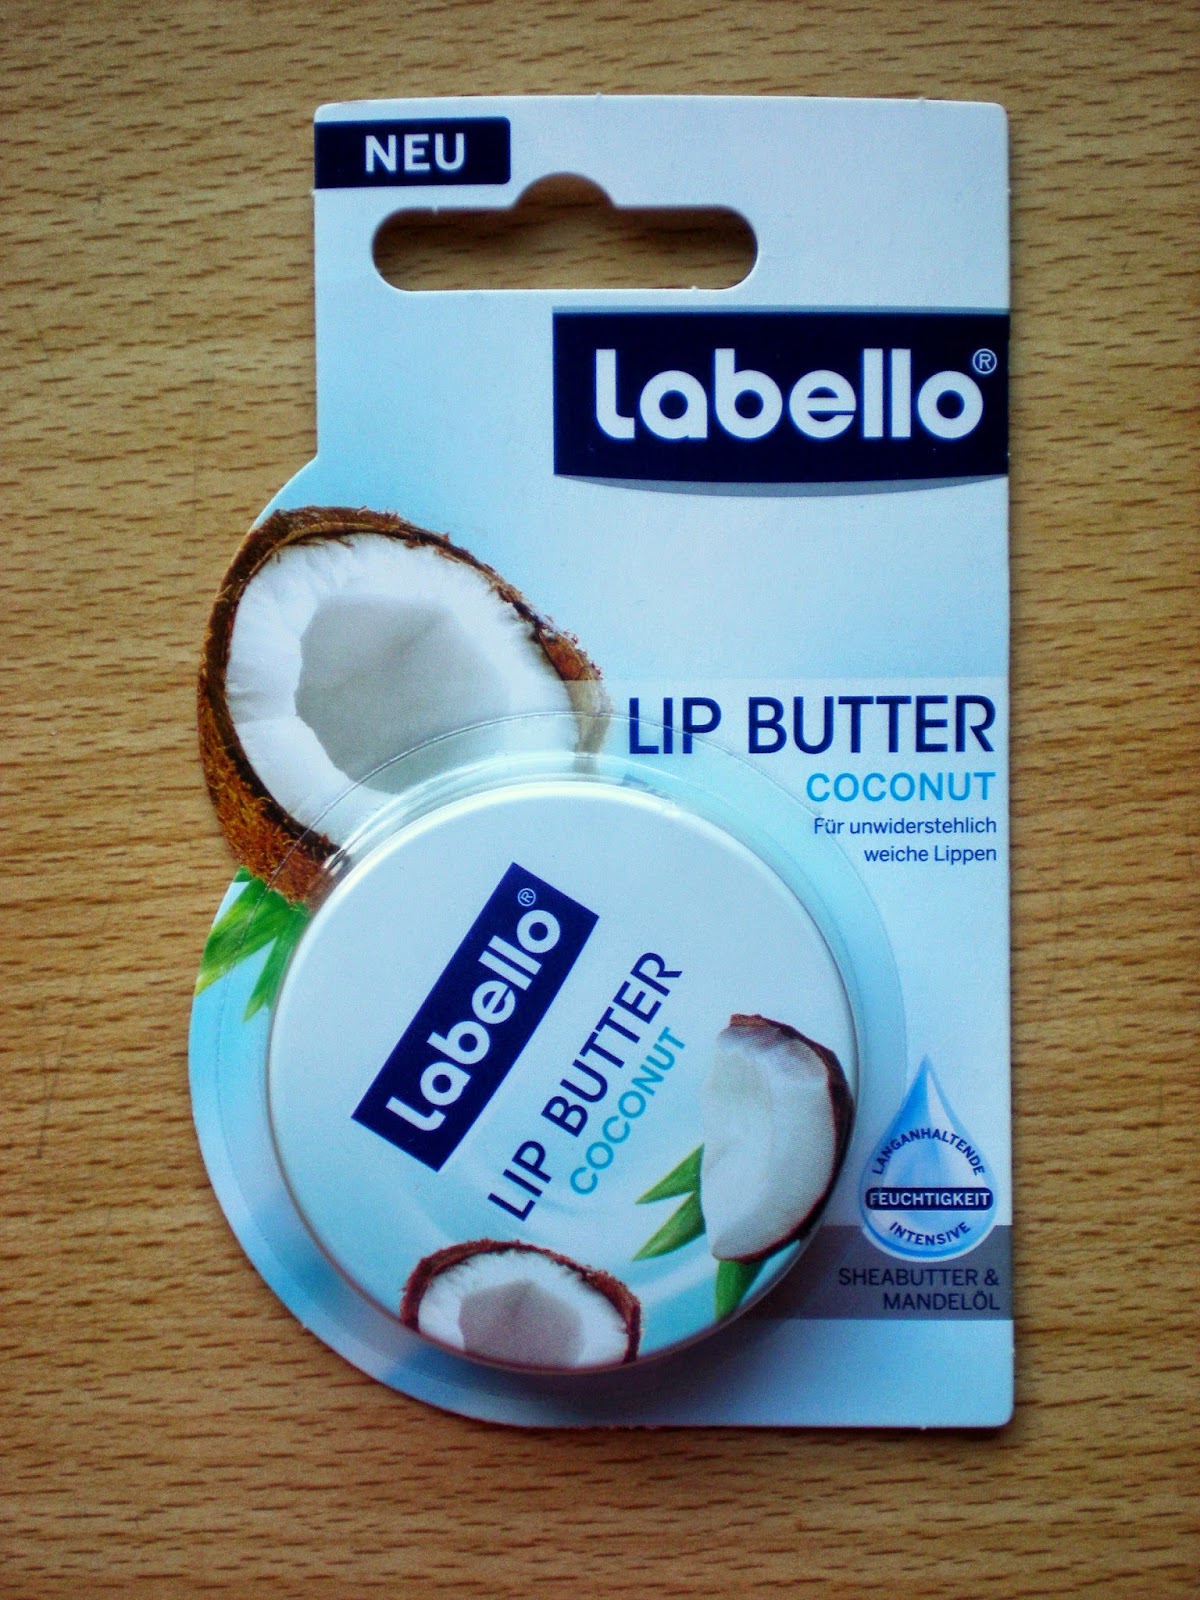 NEU
Labello®
LIP BUTTER
COCONUT
Für unwiderstehlich
weiche Lippen
Labello®
LIP BUTTER
COCONUT
LANGANHALTENDE
FEUCHTIGKEIT
INTENSIVE
SHEABUTTER &
MANDELÖL